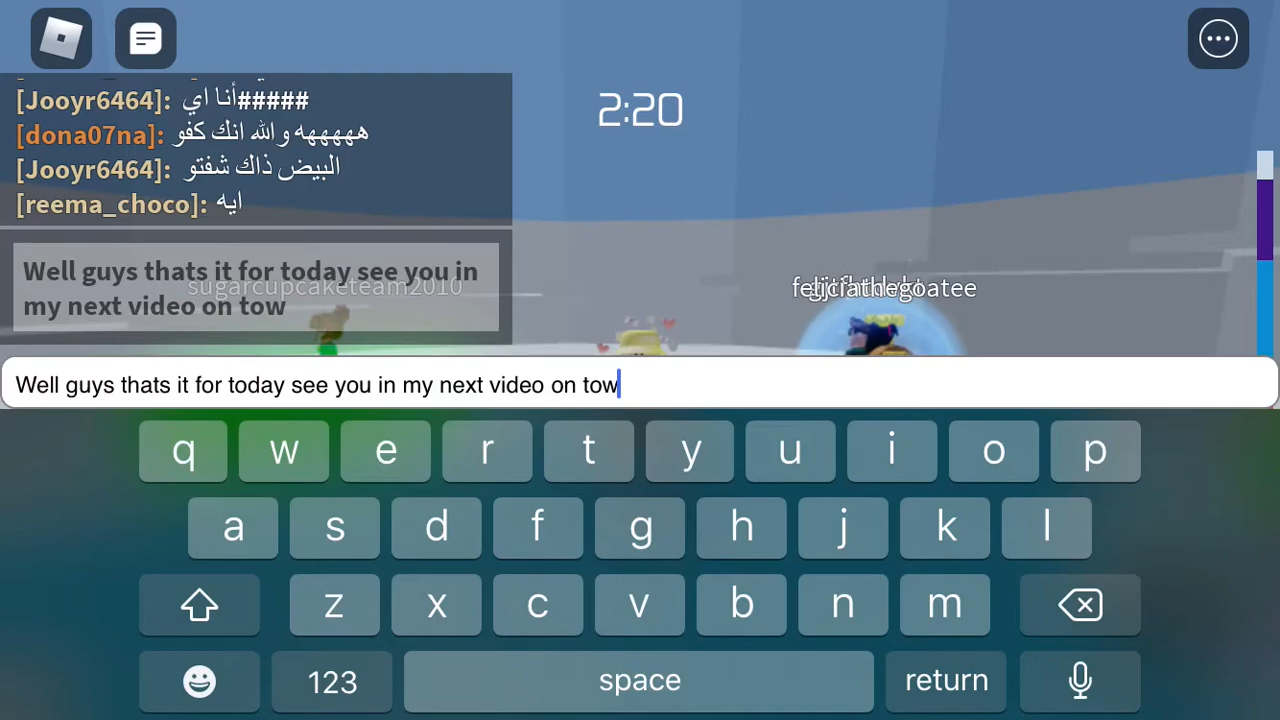 2:20
[Jooyr6464]: أنا اي#####
[dona07na]: هههههه والله انك كفو
[Jooyr6464]: البيض ذاك شفتو
[reema_choco]: ايه
Well guys thats it for today see you in
my next video on tow
sugarcupcaketeam2010
feliciathegoatee
Well guys thats it for today see you in my next video on tow
q w e r t y u i o p
a s d f g h j k l
z x c v b n m
123 space return